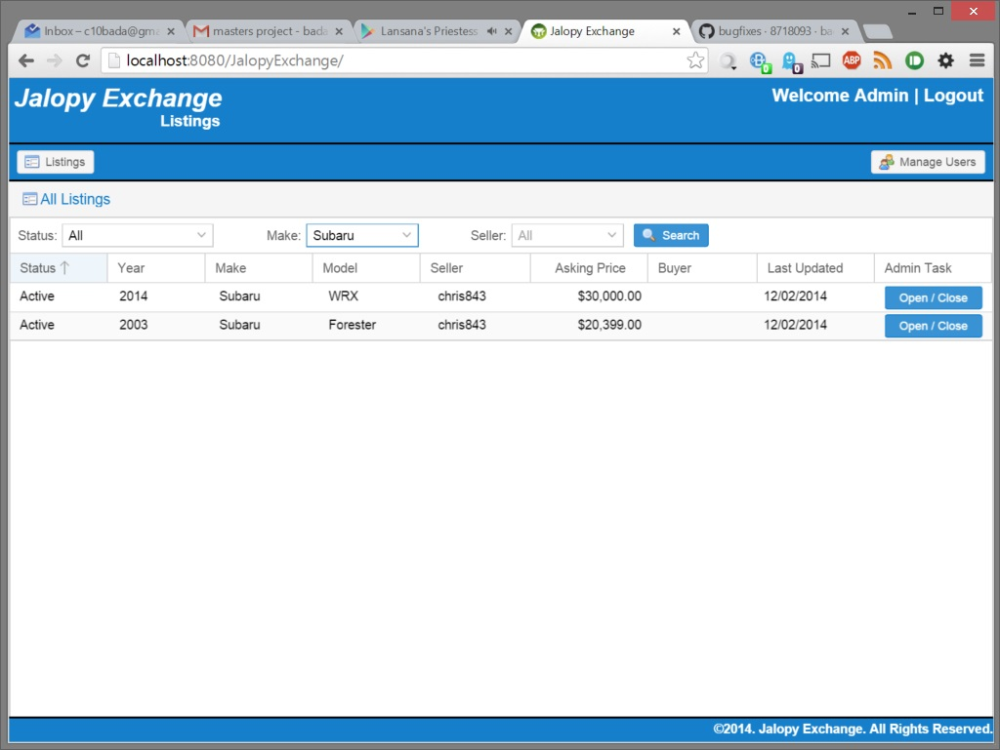 Inbox – c10bada@gm
masters project - bada
Lansana's Priestess
Jalopy Exchange
bugfixes · 8718093 · ba
localhost:8080/JalopyExchange/
0
0
ABP
Jalopy Exchange
Listings
Welcome Admin | Logout
Listings
Manage Users
All Listings
Status: All Make: Subaru Seller: All Search
Status Year Make Model Seller Asking Price Buyer Last Updated Admin Task
Active 2014 Subaru WRX chris843 $30,000.00 12/02/2014 Open / Close
Active 2003 Subaru Forester chris843 $20,399.00 12/02/2014 Open / Close
©2014. Jalopy Exchange. All Rights Reserved.